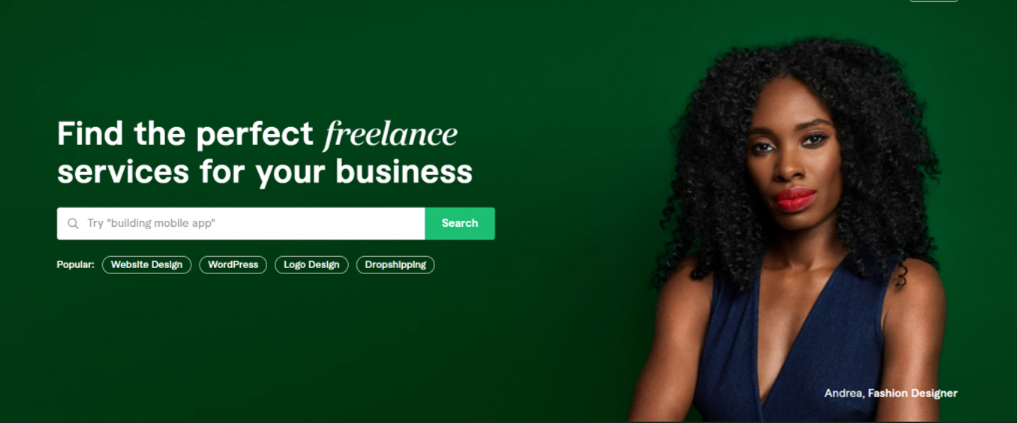 Find the perfect freelance
services for your business
Try "building mobile app"
Search
Popular:
Website Design
WordPress
Logo Design
Dropshipping
Andrea, Fashion Designer